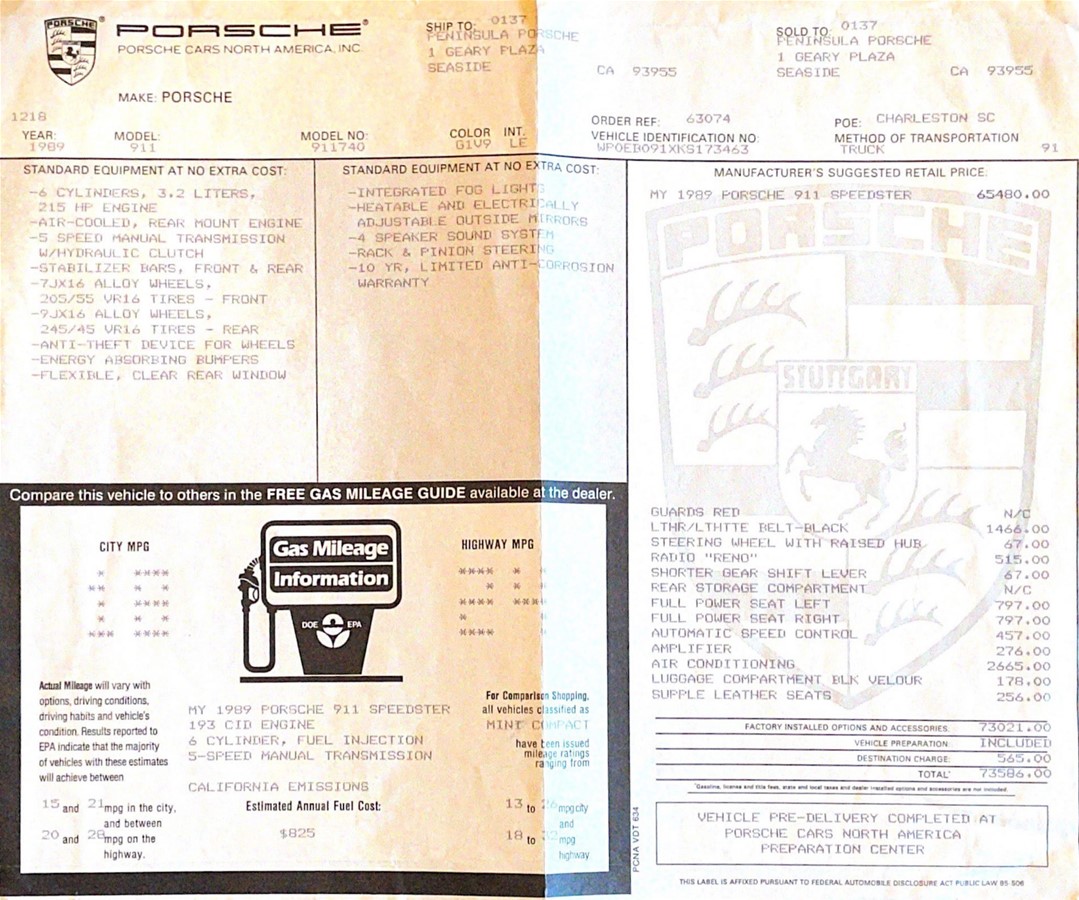 PORSCHE
PORSCHE
PORSCHE CARS NORTH AMERICA, INC.
SHIP TO: 0137
PENINSULA PORSCHE
1 GEARY PLAZA
SEASIDE CA 93955
SOLD TO: 0137
PENINSULA PORSCHE
1 GEARY PLAZA
SEASIDE CA 93955
MAKE: PORSCHE
1218
YEAR: 1989
MODEL: 911
MODEL NO: 911740
COLOR G1V9
INT. LE
ORDER REF: 63074
VEHICLE IDENTIFICATION NO:
WP0EB091XKS173463
POE: CHARLESTON SC
METHOD OF TRANSPORTATION
TRUCK 91
STANDARD EQUIPMENT AT NO EXTRA COST:
-6 CYLINDERS, 3.2 LITERS,
215 HP ENGINE
-AIR-COOLED, REAR MOUNT ENGINE
-5 SPEED MANUAL TRANSMISSION
W/HYDRAULIC CLUTCH
-STABILIZER BARS, FRONT & REAR
-7JX16 ALLOY WHEELS,
205/55 VR16 TIRES - FRONT
-9JX16 ALLOY WHEELS,
245/45 VR16 TIRES - REAR
-ANTI-THEFT DEVICE FOR WHEELS
-ENERGY ABSORBING BUMPERS
-FLEXIBLE, CLEAR REAR WINDOW
STANDARD EQUIPMENT AT NO EXTRA COST:
-INTEGRATED FOG LIGHTS
-HEATABLE AND ELECTRICALLY
ADJUSTABLE OUTSIDE MIRRORS
-4 SPEAKER SOUND SYSTEM
-RACK & PINION STEERING
-10 YR, LIMITED ANTI-CORROSION
WARRANTY
MANUFACTURER'S SUGGESTED RETAIL PRICE:
MY 1989 PORSCHE 911 SPEEDSTER 65480.00
PORSCHE
STUTTGART
GUARDS RED N/C
LTHR/LTHTTE BELT-BLACK 1466.00
STEERING WHEEL WITH RAISED HUB 67.00
RADIO "RENO" 515.00
SHORTER GEAR SHIFT LEVER 67.00
REAR STORAGE COMPARTMENT N/C
FULL POWER SEAT LEFT 797.00
FULL POWER SEAT RIGHT 797.00
AUTOMATIC SPEED CONTROL 457.00
AMPLIFIER 276.00
AIR CONDITIONING 2665.00
LUGGAGE COMPARTMENT BLK VELOUR 178.00
SUPPLE LEATHER SEATS 256.00
FACTORY INSTALLED OPTIONS AND ACCESSORIES: 73021.00
VEHICLE PREPARATION: INCLUDED
DESTINATION CHARGE: 565.00
TOTAL* 73586.00
*Gasoline, license and title fees, state and local taxes and dealer installed options and accessories are not included.
VEHICLE PRE-DELIVERY COMPLETED AT
PORSCHE CARS NORTH AMERICA
PREPARATION CENTER
THIS LABEL IS AFFIXED PURSUANT TO FEDERAL AUTOMOBILE DISCLOSURE ACT PUBLIC LAW 85-506
PCNA VDT 634
Compare this vehicle to others in the FREE GAS MILEAGE GUIDE available at the dealer.
CITY MPG
18
Gas Mileage
Information
DOE EPA
HIGHWAY MPG
Actual Mileage will vary with
options, driving conditions,
driving habits and vehicle's
condition. Results reported to
EPA indicate that the majority
of vehicles with these estimates
will achieve between
15 and 21 mpg in the city,
and between
20 and 28 mpg on the
highway.
MY 1989 PORSCHE 911 SPEEDSTER
193 CID ENGINE
6 CYLINDER, FUEL INJECTION
5-SPEED MANUAL TRANSMISSION
CALIFORNIA EMISSIONS
Estimated Annual Fuel Cost:
$825
For Comparison Shopping,
all vehicles classified as
MINI COMPACT
have been issued
mileage ratings
ranging from
13 to mpg city
and
18 to mpg
highway